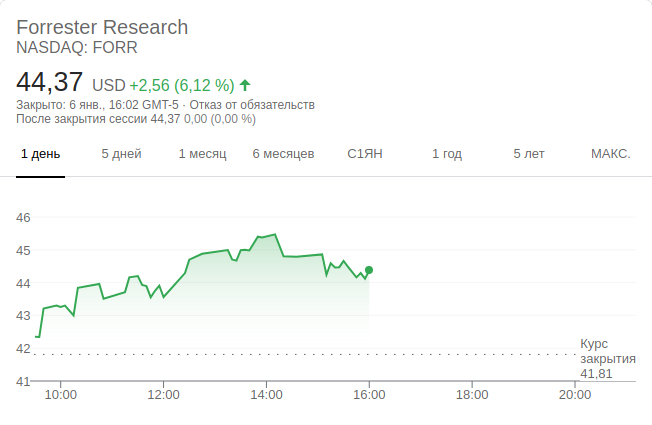 Forrester Research
NASDAQ: FORR
44,37 USD +2,56 (6,12 %)
Закрыто: 6 янв., 16:02 GMT-5 · Отказ от обязательств
После закрытия сессии 44,37 0,00 (0,00 %)
1 день 5 дней 1 месяц 6 месяцев С1ЯН 1 год 5 лет МАКС.
46
45
44
43
42
41
Курс
закрытия
41,81
10:00 12:00 14:00 16:00 18:00 20:00